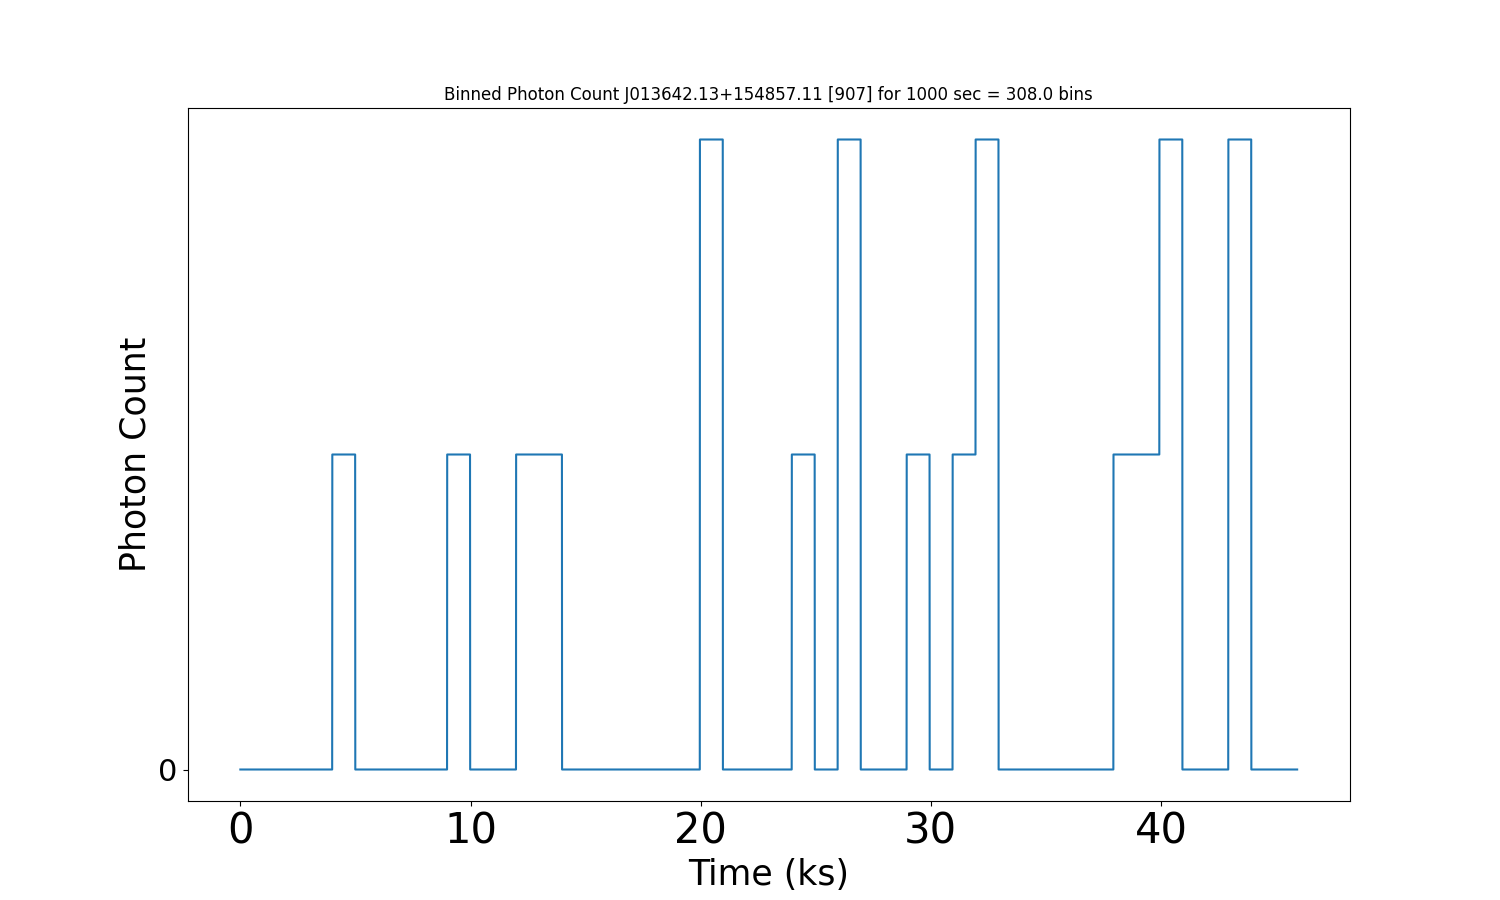 Binned Photon Count J013642.13+154857.11 [907] for 1000 sec = 308.0 bins
Photon Count
0
0 10 20 30 40
Time (ks)